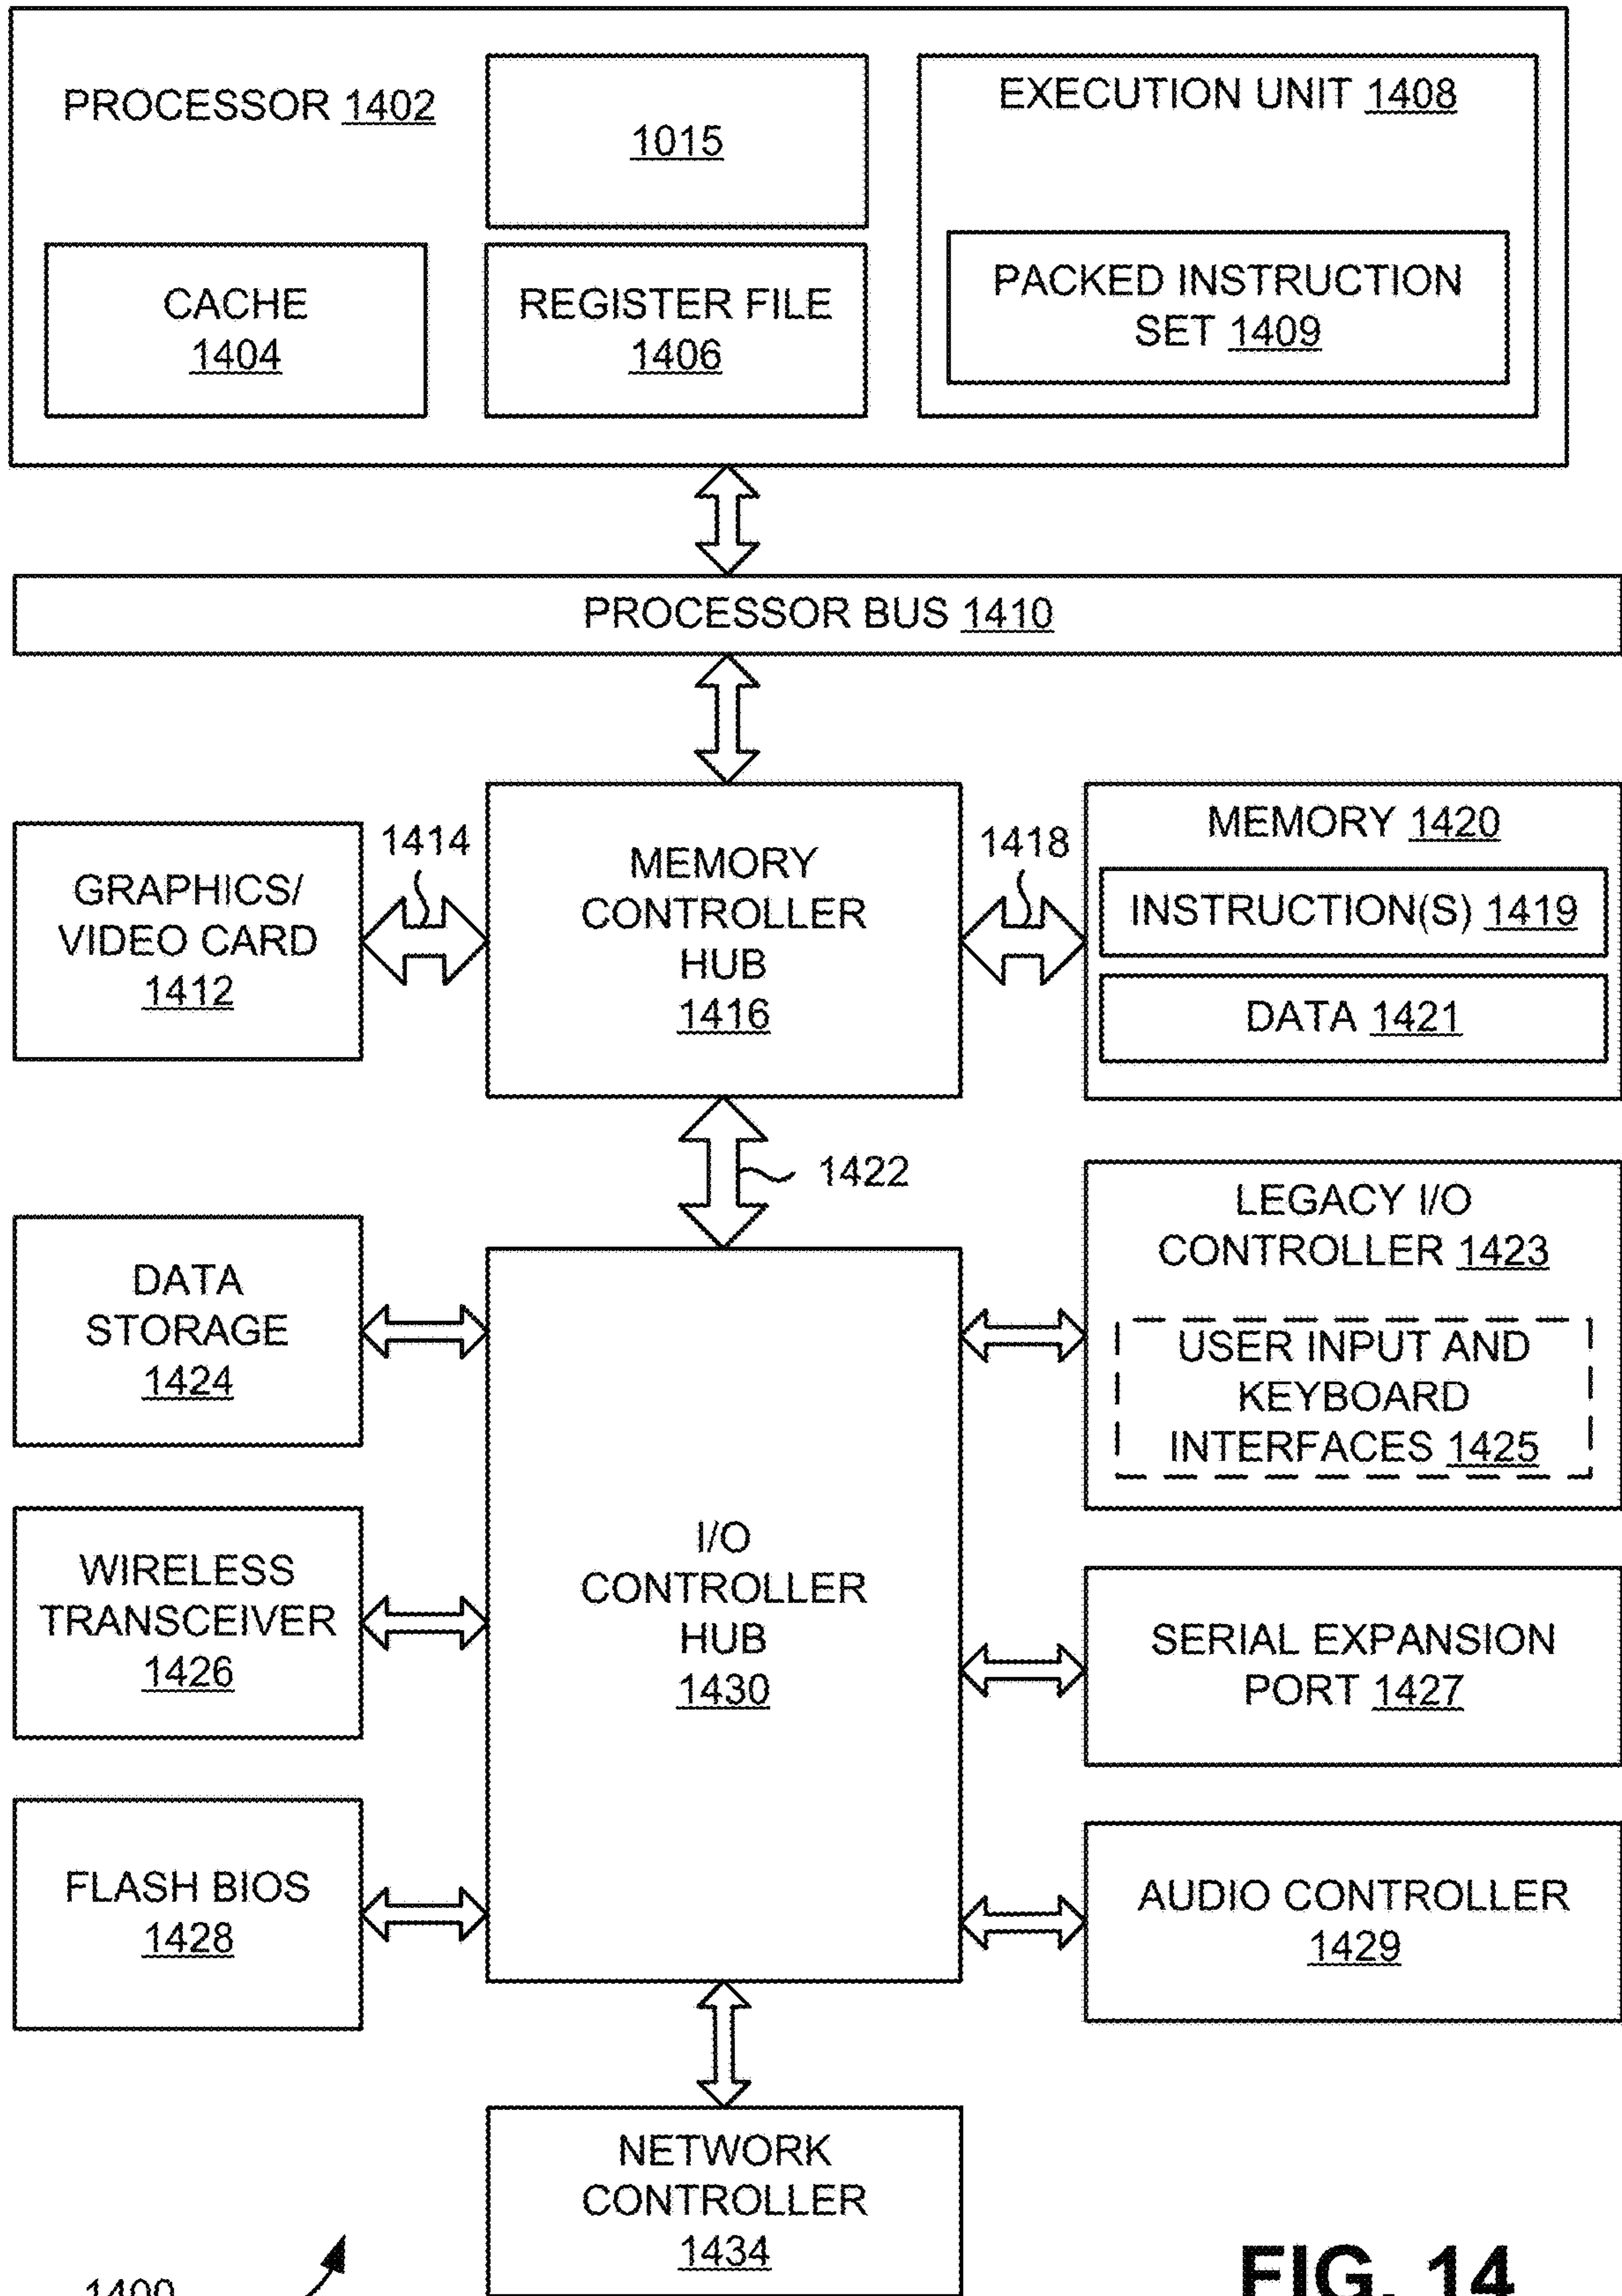 PROCESSOR 1402
1015
EXECUTION UNIT 1408
CACHE
1404
REGISTER FILE
1406
PACKED INSTRUCTION
SET 1409
PROCESSOR BUS 1410
GRAPHICS/
VIDEO CARD
1412
1414
MEMORY
CONTROLLER
HUB
1416
1418
MEMORY 1420
INSTRUCTION(S) 1419
DATA 1421
1422
DATA
STORAGE
1424
LEGACY I/O
CONTROLLER 1423
USER INPUT AND
KEYBOARD
INTERFACES 1425
WIRELESS
TRANSCEIVER
1426
I/O
CONTROLLER
HUB
1430
SERIAL EXPANSION
PORT 1427
FLASH BIOS
1428
AUDIO CONTROLLER
1429
NETWORK
CONTROLLER
1434
1400
FIG. 14